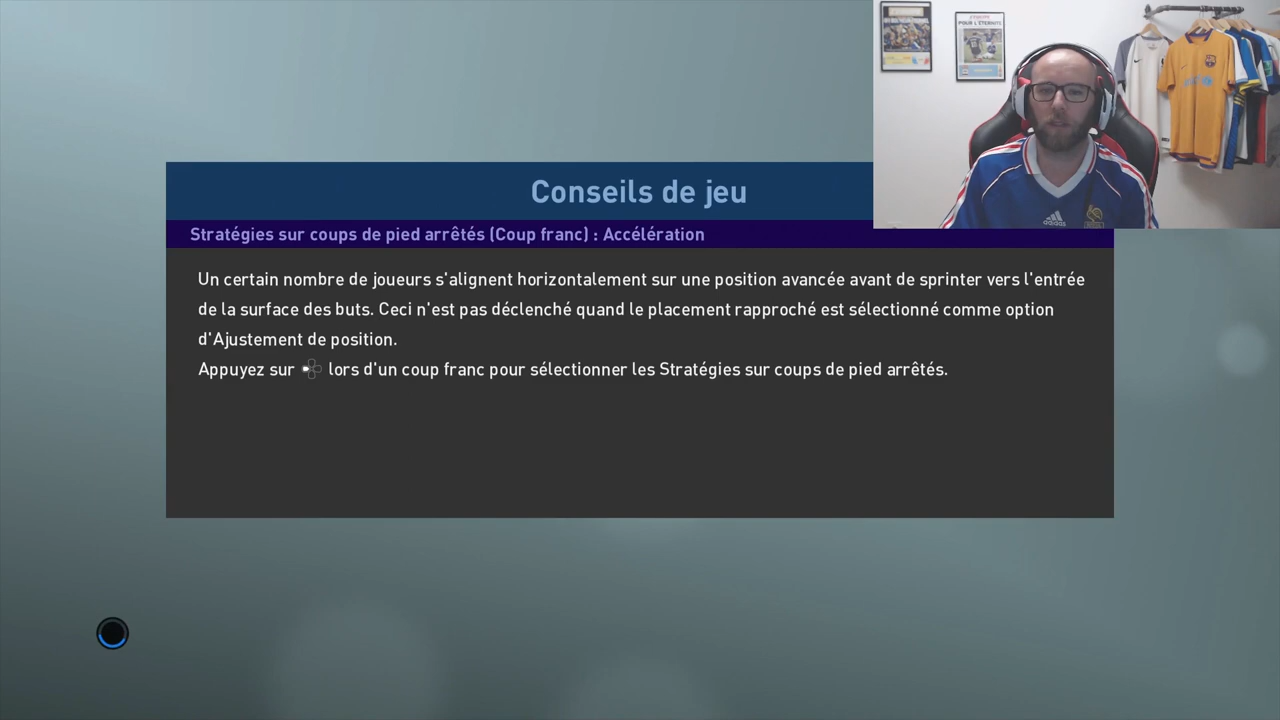 POUR L'ÉTERNITÉ
Conseils de jeu
adidas
Stratégies sur coups de pied arrêtés (Coup franc) : Accélération
Un certain nombre de joueurs s'alignent horizontalement sur une position avancée avant de sprinter vers l'entrée
de la surface des buts. Ceci n'est pas déclenché quand le placement rapproché est sélectionné comme option
d'Ajustement de position.
Appuyez sur lors d'un coup franc pour sélectionner les Stratégies sur coups de pied arrêtés.